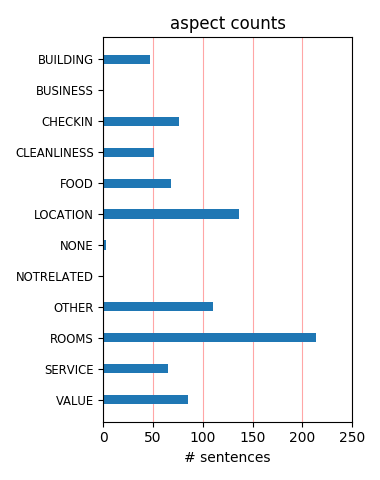 aspect counts
BUILDING
BUSINESS
CHECKIN
CLEANLINESS
FOOD
LOCATION
NONE
NOTRELATED
OTHER
ROOMS
SERVICE
VALUE
0 50 100 150 200 250
# sentences